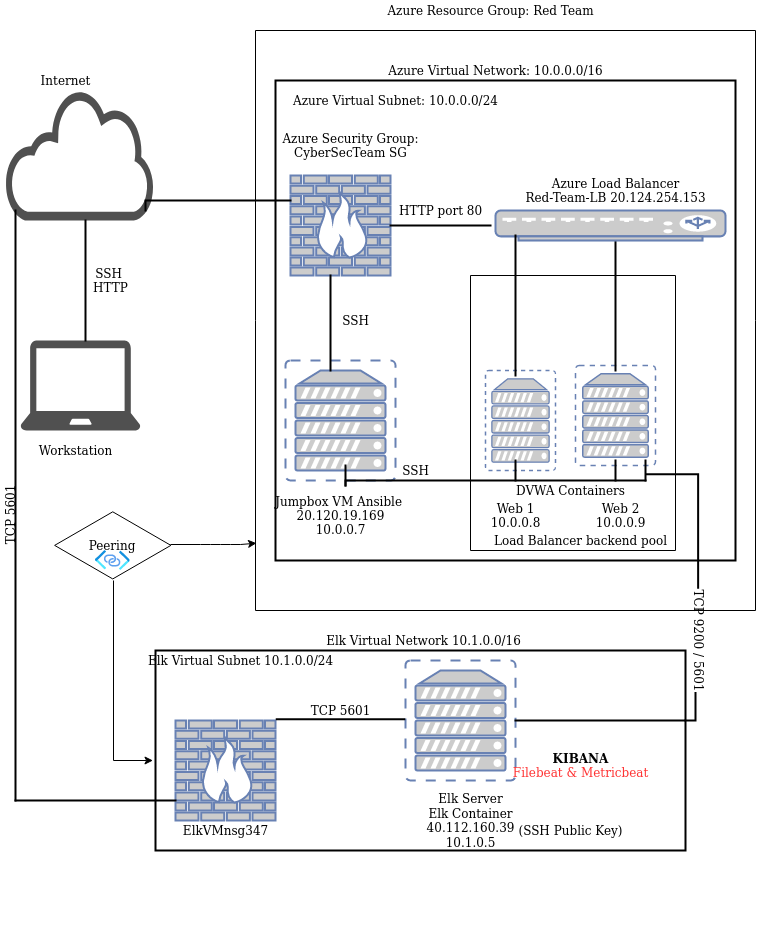 Azure Resource Group: Red Team
Azure Virtual Network: 10.0.0.0/16
Internet
Azure Virtual Subnet: 10.0.0.0/24
Azure Security Group:
CyberSecTeam SG
Azure Load Balancer
Red-Team-LB 20.124.254.153
HTTP port 80
SSH
HTTP
SSH
Workstation
SSH
DVWA Containers
Jumpbox VM Ansible
20.120.19.169
10.0.0.7
Web 1
10.0.0.8
Web 2
10.0.0.9
Load Balancer backend pool
TCP 5601
Peering
TCP 9200 / 5601
Elk Virtual Network 10.1.0.0/16
Elk Virtual Subnet 10.1.0.0/24
TCP 5601
KIBANA
Filebeat & Metricbeat
ElkVMnsg347
Elk Server
Elk Container
40.112.160.39
(SSH Public Key)
10.1.0.5